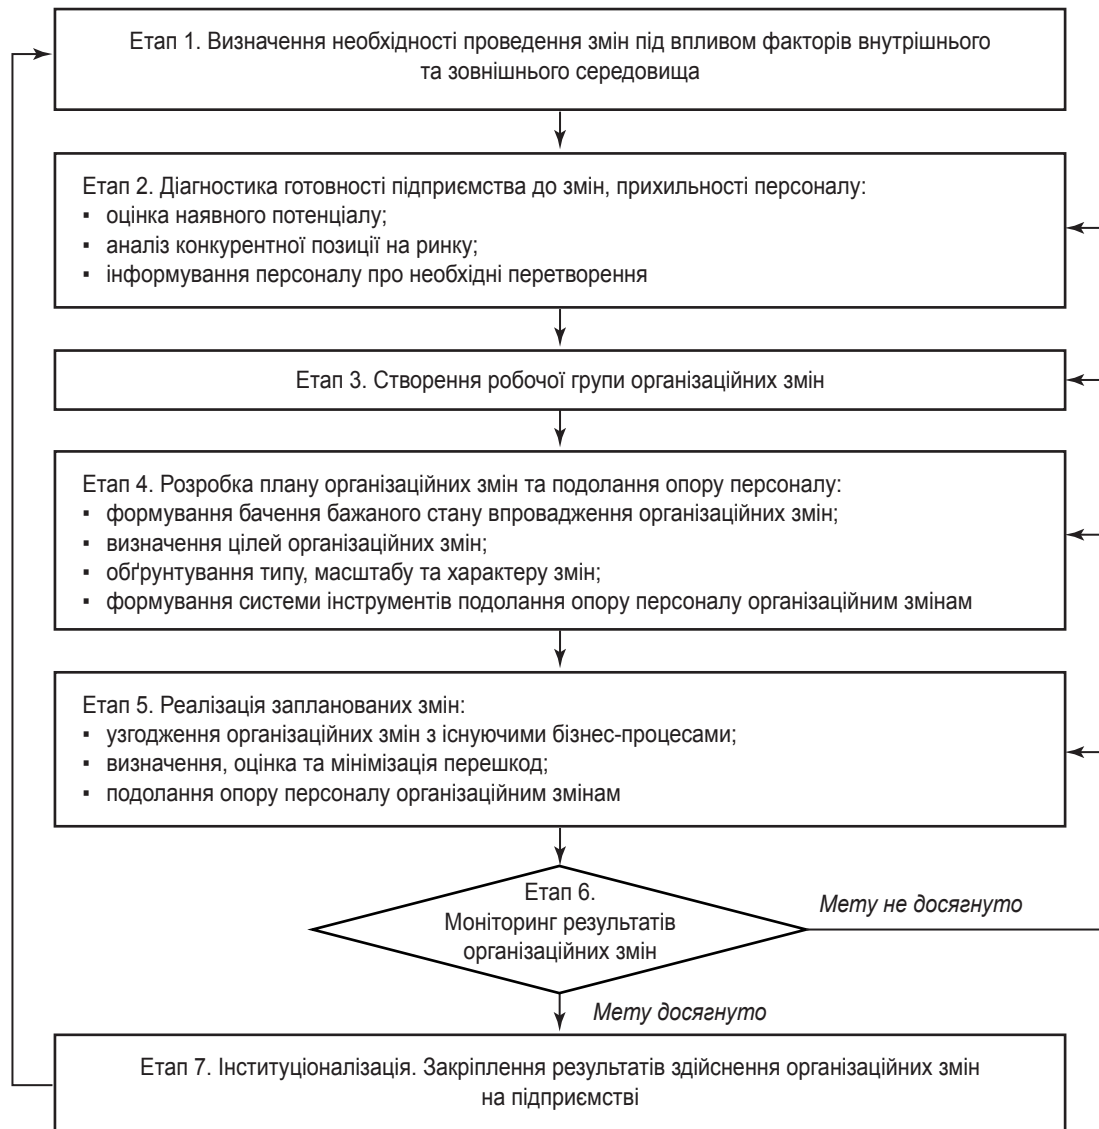 Етап 1. Визначення необхідності проведення змін під впливом факторів внутрішнього
та зовнішнього середовища
Етап 2. Діагностика готовності підприємства до змін, прихильності персоналу:
▪ оцінка наявного потенціалу;
▪ аналіз конкурентної позиції на ринку;
▪ інформування персоналу про необхідні перетворення
Етап 3. Створення робочої групи організаційних змін
Етап 4. Розробка плану організаційних змін та подолання опору персоналу:
▪ формування бачення бажаного стану впровадження організаційних змін;
▪ визначення цілей організаційних змін;
▪ обґрунтування типу, масштабу та характеру змін;
▪ формування системи інструментів подолання опору персоналу організаційним змінам
Етап 5. Реалізація запланованих змін:
▪ узгодження організаційних змін з існуючими бізнес-процесами;
▪ визначення, оцінка та мінімізація перешкод;
▪ подолання опору персоналу організаційним змінам
Етап 6.
Моніторинг результатів
організаційних змін
Мету не досягнуто
Мету досягнуто
Етап 7. Інституціоналізація. Закріплення результатів здійснення організаційних змін
на підприємстві